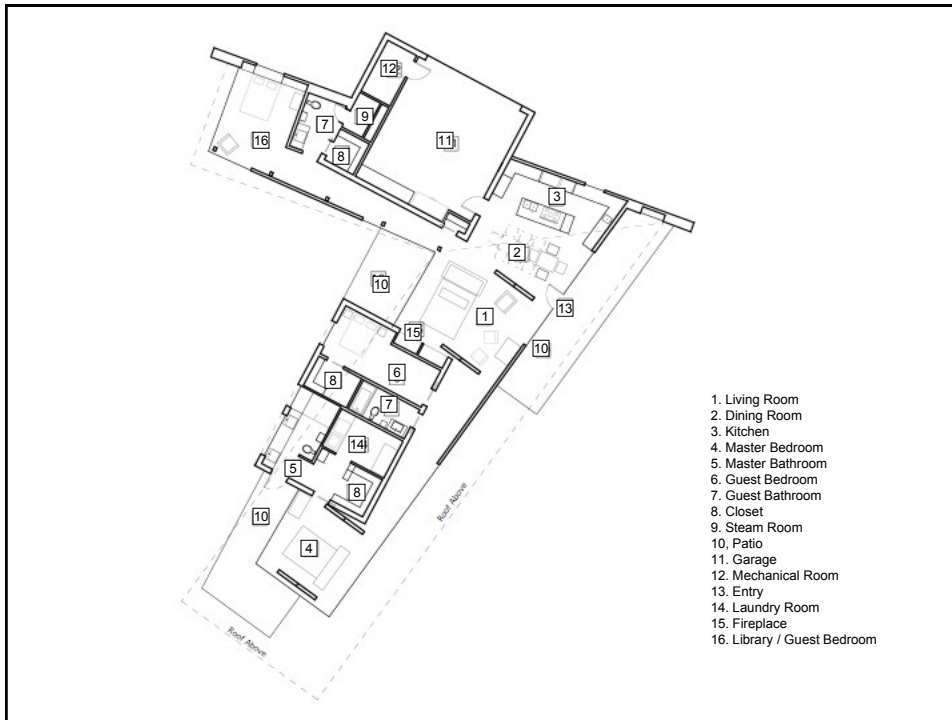 12
9
7
16
8
11
3
2
10
13
1
15
10
6
8
7
14
5
8
10
4
Roof Above
Roof Above
1. Living Room
2. Dining Room
3. Kitchen
4. Master Bedroom
5. Master Bathroom
6. Guest Bedroom
7. Guest Bathroom
8. Closet
9. Steam Room
10, Patio
11. Garage
12. Mechanical Room
13. Entry
14. Laundry Room
15. Fireplace
16. Library / Guest Bedroom